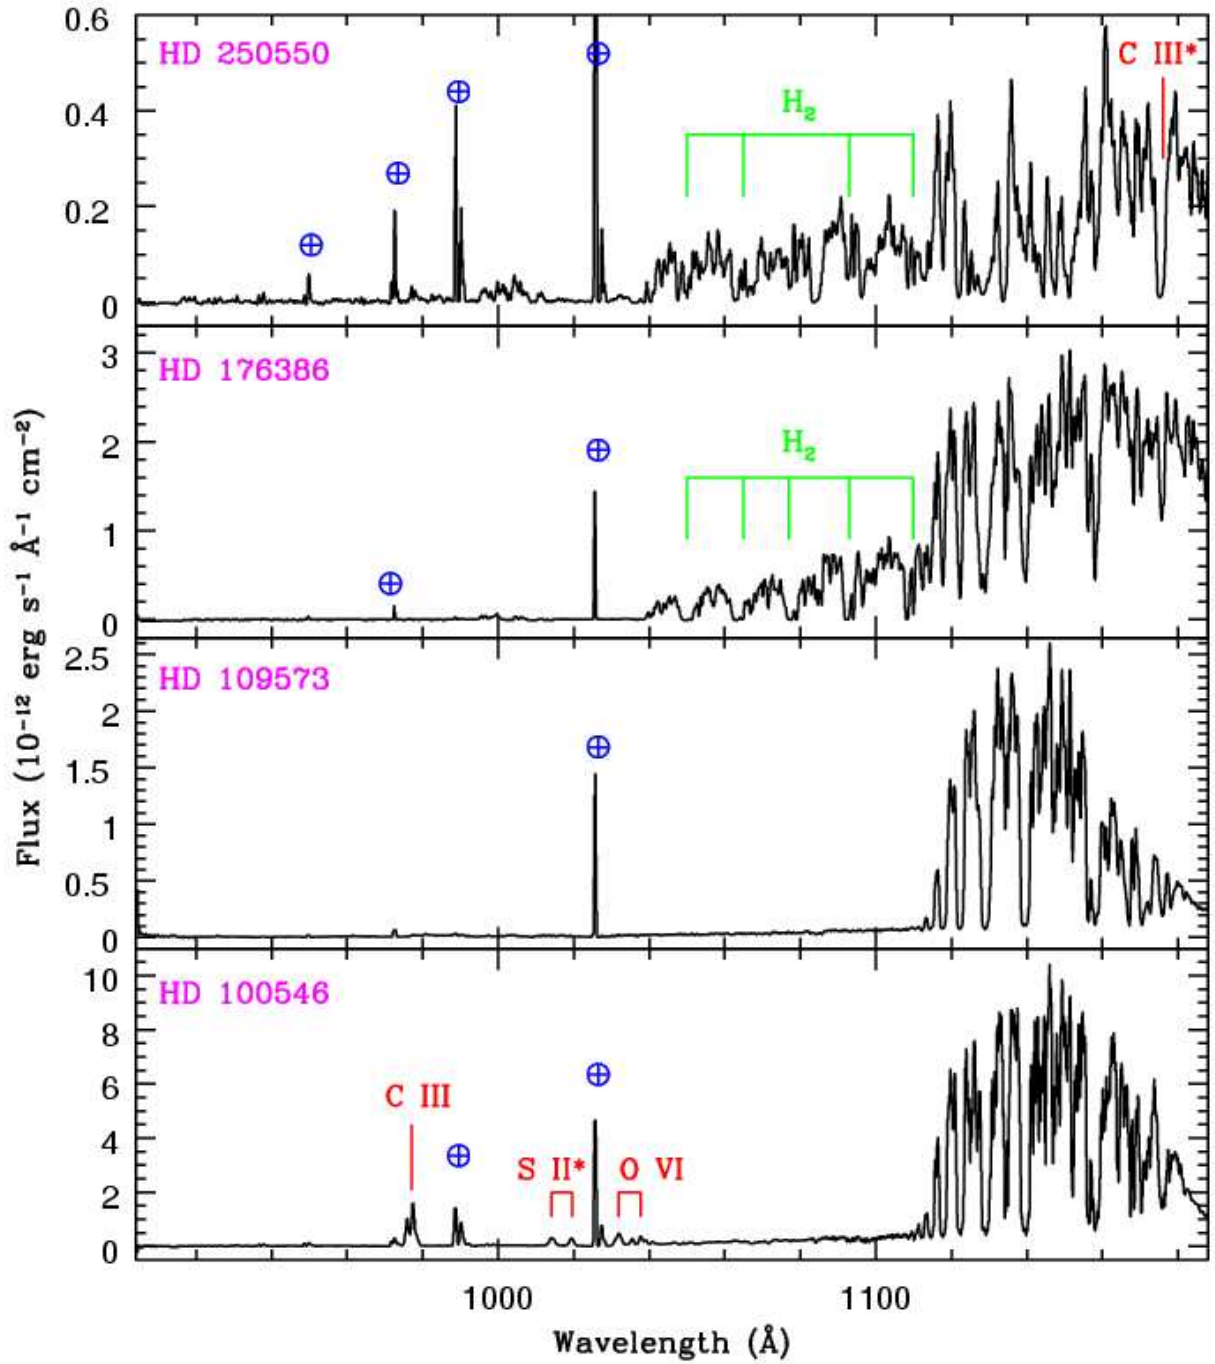 0.6
HD 250550
C III*
H₂
0.4
0.2
0
3
HD 176386
H₂
2
1
0
2.5
HD 109573
2
1.5
1
0.5
0
10
HD 100546
8
6
C III
4
S II* O VI
2
0
1000 1100
Wavelength (Å)
Flux (10⁻¹² erg s⁻¹ Å⁻¹ cm⁻²)